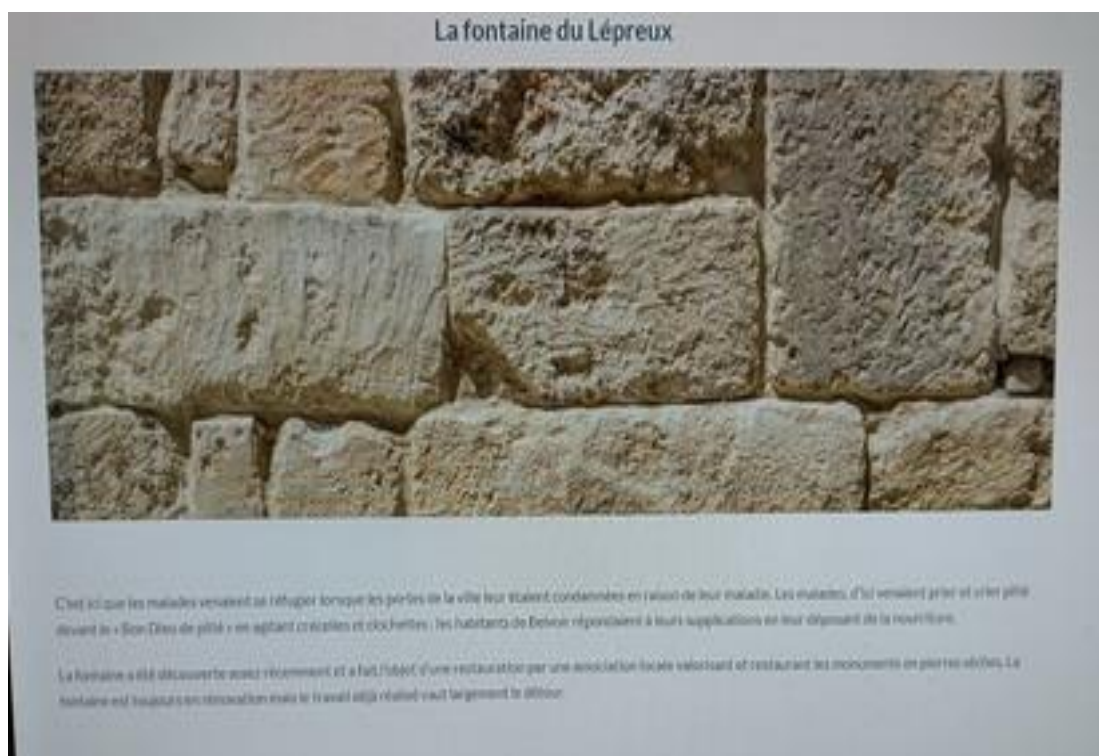 La fontaine du Lépreux
C'est ici que les malades venaient se réfugier lorsque les portes de la ville leur étaient condamnées en raison de leur maladie. Les malades, d'ici venaient prier et crier pitié
devant le « Bon Dieu de pitié » en agitant crécelles et clochettes ; les habitants de Belvoir répondaient à leurs supplications en leur déposant de la nourriture.
La fontaine a été découverte assez récemment et a fait l'objet d'une restauration par une association locale valorisant et restaurant les monuments en pierres sèches. La
fontaine est toujours en rénovation mais le travail déjà réalisé vaut largement le détour.